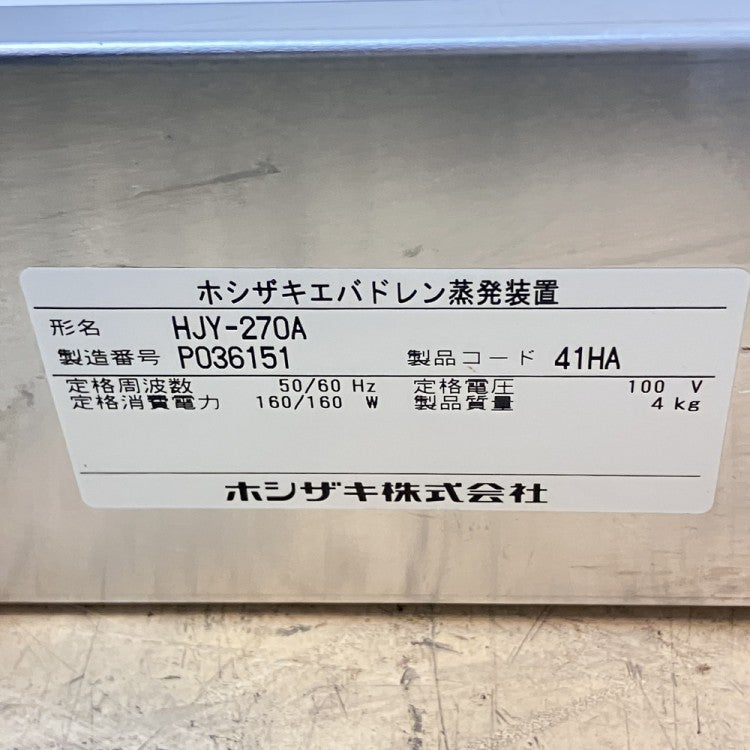 ホシザキエバドレン蒸発装置
形名 HJY-270A
製造番号 P036151 製品コード 41HA
定格周波数 50/60 Hz 定格電圧 100 V
定格消費電力 160/160 W 製品質量 4 kg
ホシザキ株式会社